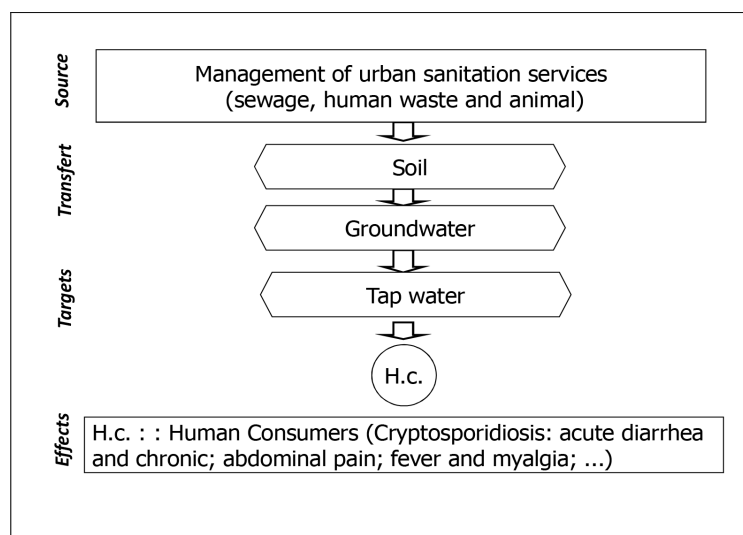 Source
Management of urban sanitation services
(sewage, human waste and animal)
Transfert
Soil
Groundwater
Targets
Tap water
H.c.
Effects
H.c. : : Human Consumers (Cryptosporidiosis: acute diarrhea
and chronic; abdominal pain; fever and myalgia; ...)